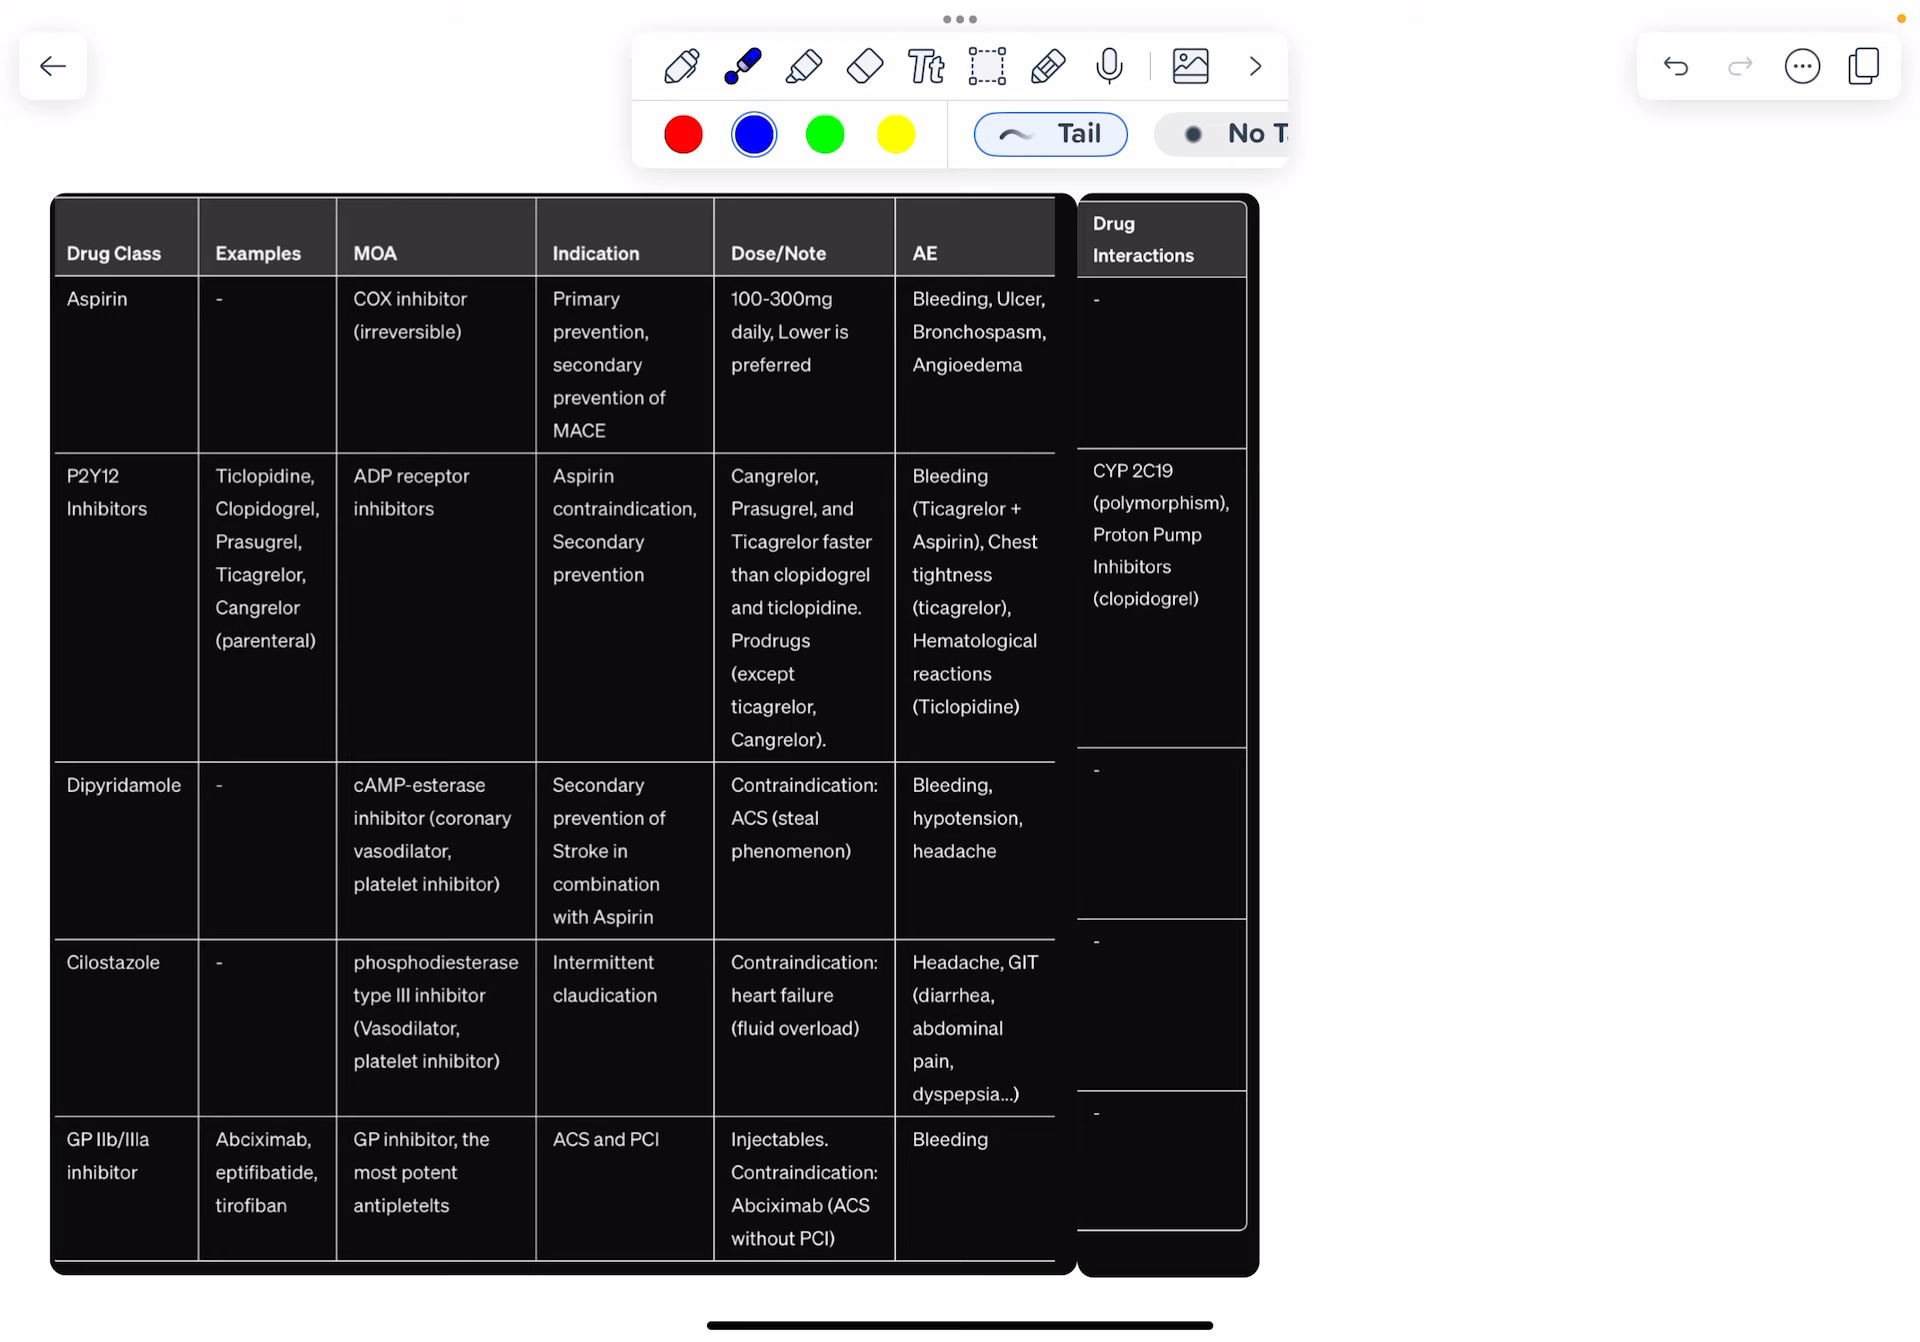 Tt
Tail
No T
Drug Class
Examples
MOA
Indication
Dose/Note
AE
Drug
Interactions
Aspirin
-
COX inhibitor
(irreversible)
Primary
prevention,
secondary
prevention of
MACE
100-300mg
daily, Lower is
preferred
Bleeding, Ulcer,
Bronchospasm,
Angioedema
-
P2Y12
Inhibitors
Ticlopidine,
Clopidogrel,
Prasugrel,
Ticagrelor,
Cangrelor
(parenteral)
ADP receptor
inhibitors
Aspirin
contraindication,
Secondary
prevention
Cangrelor,
Prasugrel, and
Ticagrelor faster
than clopidogrel
and ticlopidine.
Prodrugs
(except
ticagrelor,
Cangrelor).
Bleeding
(Ticagrelor +
Aspirin), Chest
tightness
(ticagrelor),
Hematological
reactions
(Ticlopidine)
CYP 2C19
(polymorphism),
Proton Pump
Inhibitors
(clopidogrel)
Dipyridamole
-
cAMP-esterase
inhibitor (coronary
vasodilator,
platelet inhibitor)
Secondary
prevention of
Stroke in
combination
with Aspirin
Contraindication:
ACS (steal
phenomenon)
Bleeding,
hypotension,
headache
-
Cilostazole
-
phosphodiesterase
type III inhibitor
(Vasodilator,
platelet inhibitor)
Intermittent
claudication
Contraindication:
heart failure
(fluid overload)
Headache, GIT
(diarrhea,
abdominal
pain,
dyspepsia...)
-
GP IIb/IIIa
inhibitor
Abciximab,
eptifibatide,
tirofiban
GP inhibitor, the
most potent
antipletelts
ACS and PCI
Injectables.
Contraindication:
Abciximab (ACS
without PCI)
Bleeding
-